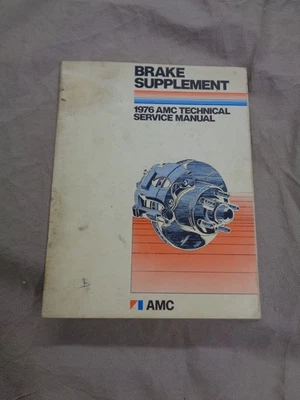 BRAKE
SUPPLEMENT
1976 AMC TECHNICAL
SERVICE MANUAL
AMC